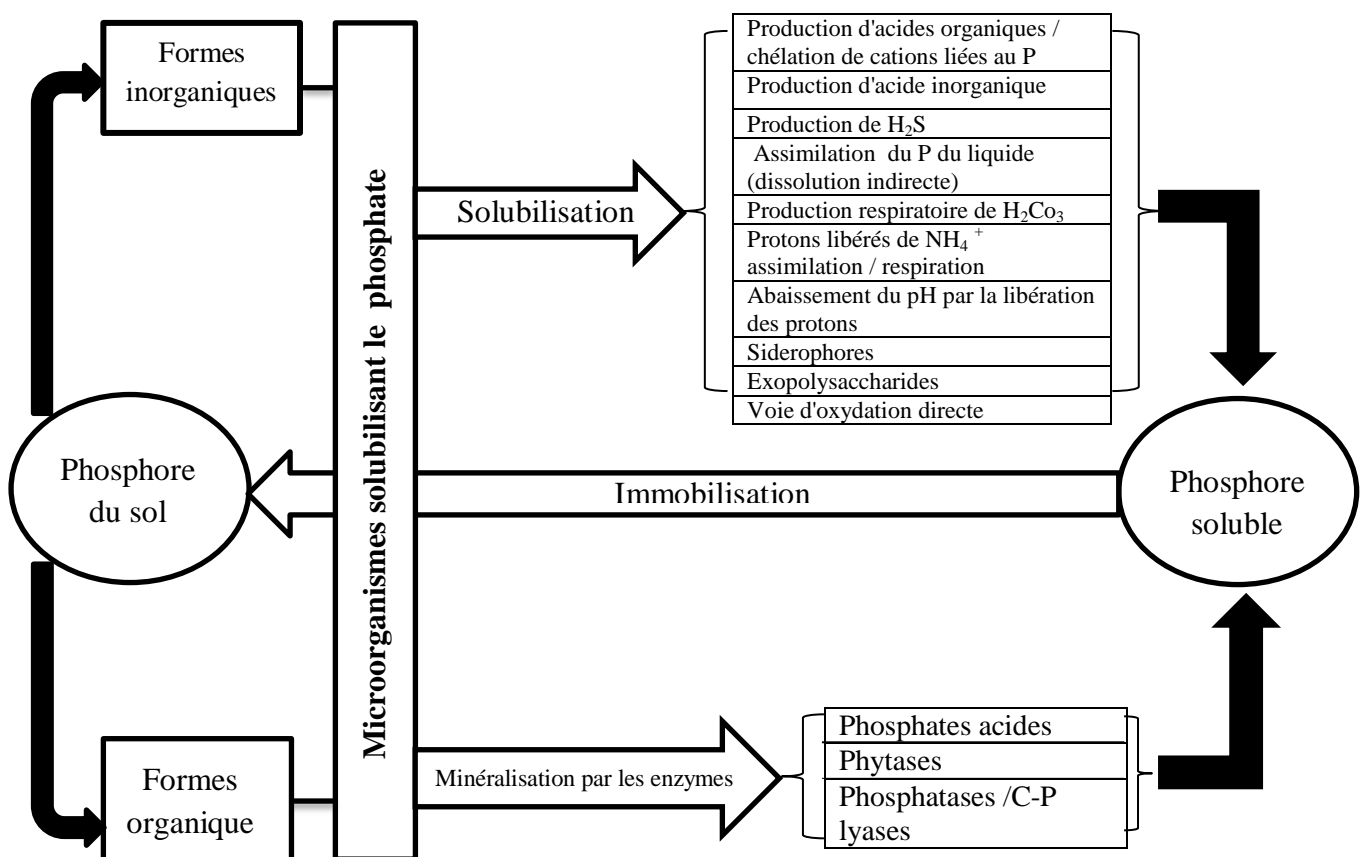 Formes
inorganiques
Microorganismes solubilisant le phosphate
Solubilisation
Production d'acides organiques /
chélation de cations liées au P
Production d'acide inorganique
Production de H₂S
Assimilation du P du liquide
(dissolution indirecte)
Production respiratoire de H₂Co₃
Protons libérés de NH₄ ⁺
assimilation / respiration
Abaissement du pH par la libération
des protons
Siderophores
Exopolysaccharides
Voie d'oxydation directe
Phosphore
du sol
Immobilisation
Phosphore
soluble
Formes
organique
Minéralisation par les enzymes
Phosphates acides
Phytases
Phosphatases /C-P
lyases